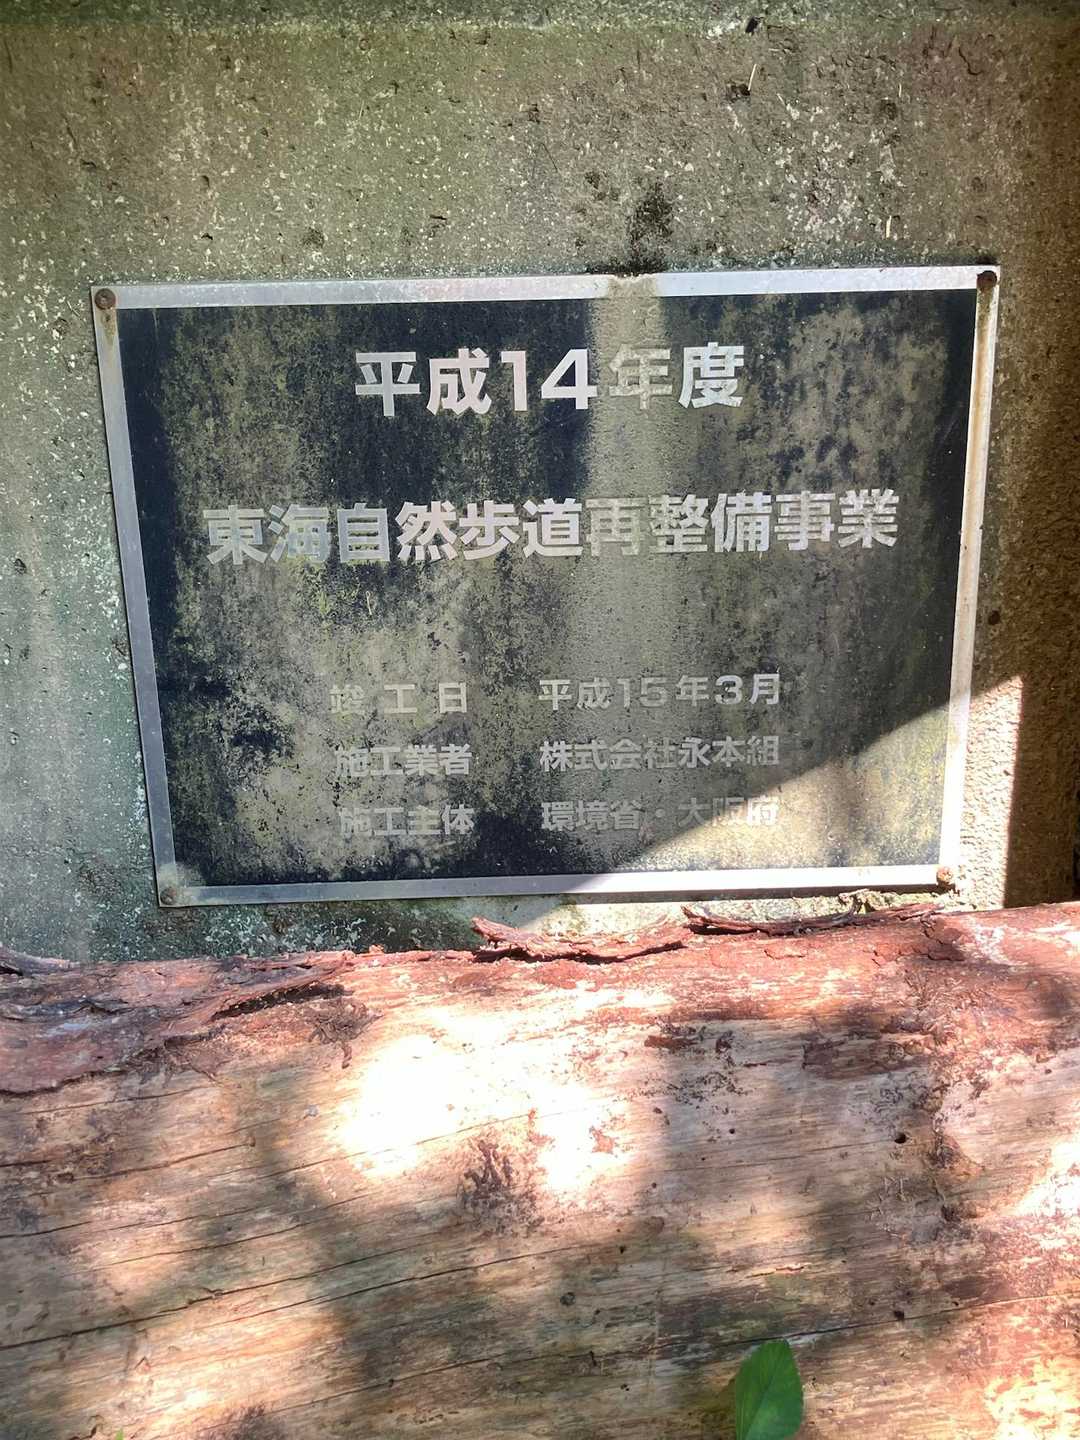 平成14年度
東海自然歩道再整備事業
竣工日 平成15年3月
施工業者 株式会社永本組
施工主体 環境省・大阪府